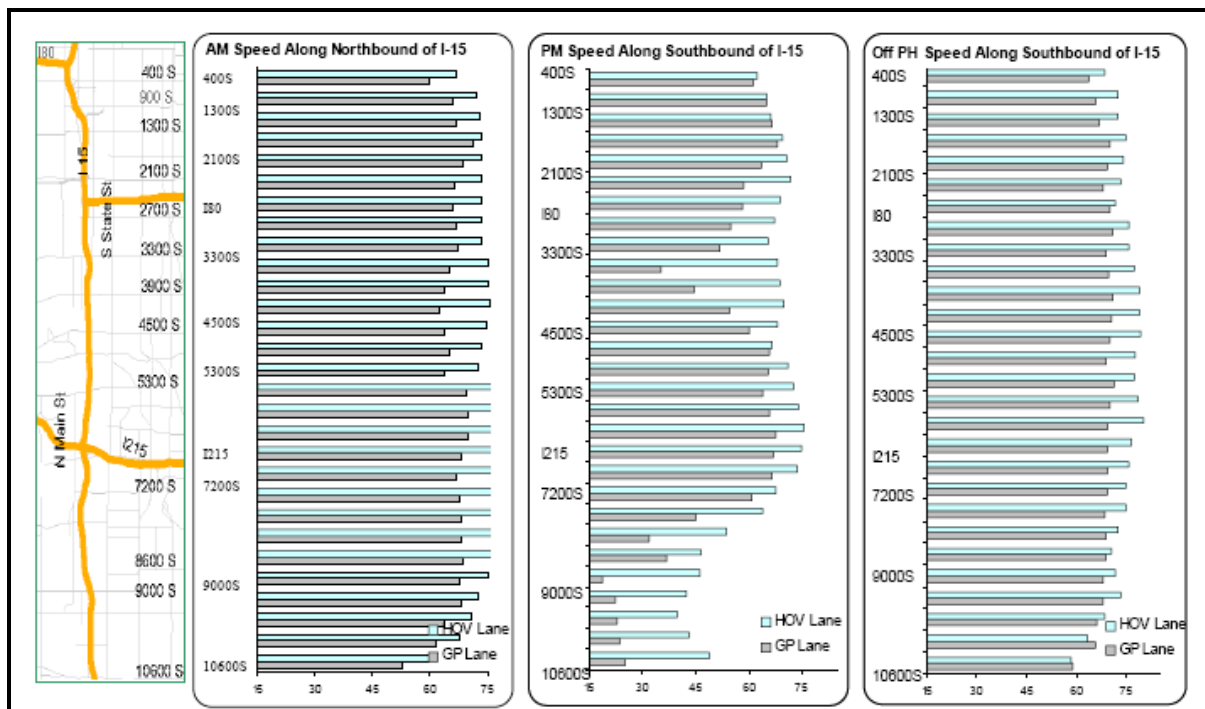 I80
400 S
900 S
1300 S
I-15
2100 S
S State St
2700 S
3300 S
3900 S
4500 S
5300 S
N Main St
I215
7200 S
8600 S
9000 S
10600 S
AM Speed Along Northbound of I-15
400S
1300S
2100S
I80
3300S
4500S
5300S
I215
7200S
9000S
10600S
HOV Lane
GP Lane
15 30 45 60 75
PM Speed Along Southbound of I-15
400S
1300S
2100S
I80
3300S
4500S
5300S
I215
7200S
9000S
10600S
HOV Lane
GP Lane
15 30 45 60 75
Off PH Speed Along Southbound of I-15
400S
1300S
2100S
I80
3300S
4500S
5300S
I215
7200S
9000S
10600S
HOV Lane
GP Lane
15 30 45 60 75